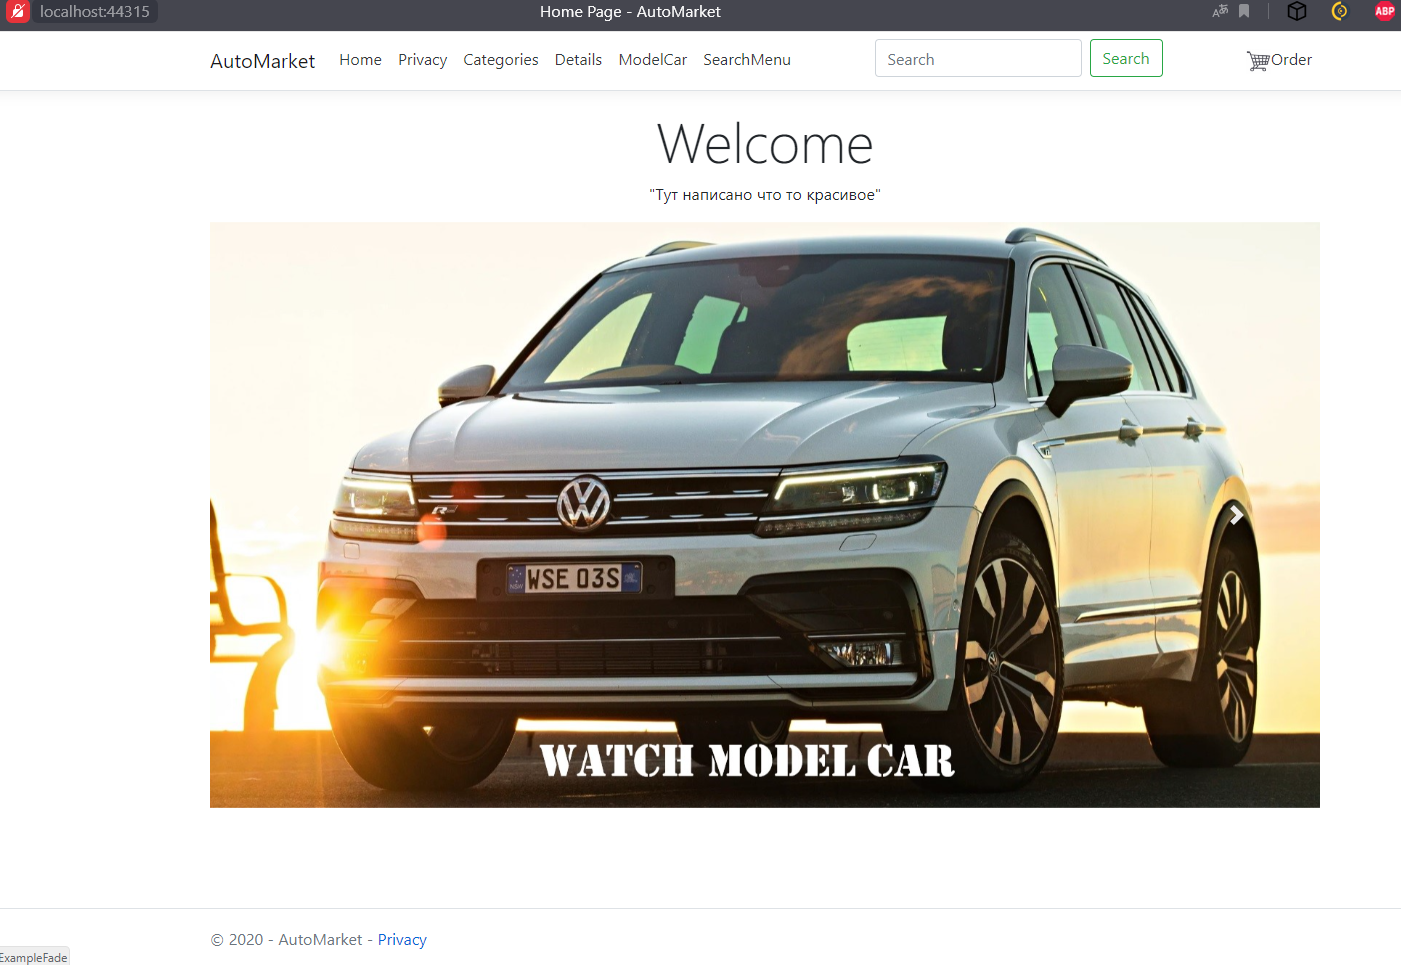 localhost:44315
Home Page - AutoMarket
ABP
AutoMarket Home Privacy Categories Details ModelCar SearchMenu Search Search Order
Welcome
"Тут написано что то красивое"
R
WSE 03S
NSW
WATCH MODEL CAR
© 2020 - AutoMarket - Privacy
ExampleFade